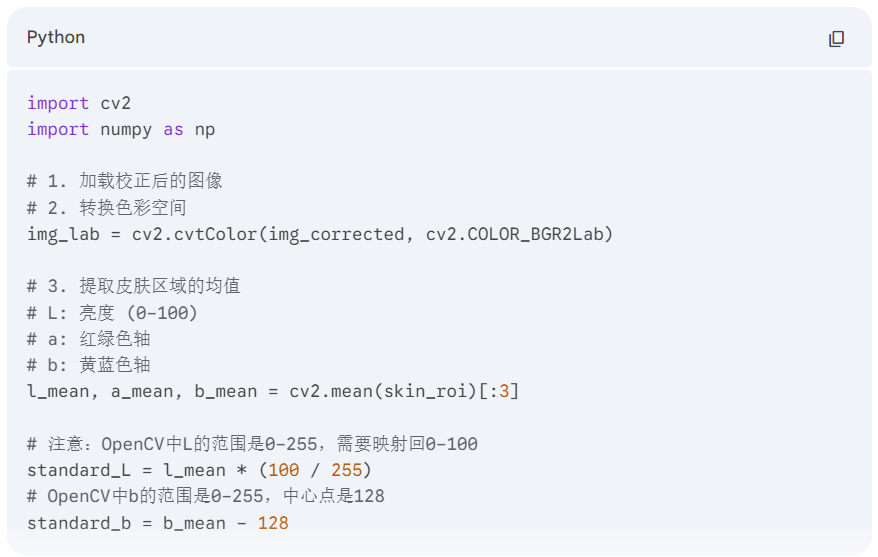 Python
import cv2
import numpy as np
# 1. 加载校正后的图像
# 2. 转换色彩空间
img_lab = cv2.cvtColor(img_corrected, cv2.COLOR_BGR2Lab)
# 3. 提取皮肤区域的均值
# L: 亮度 (0-100)
# a: 红绿色轴
# b: 黄蓝色轴
l_mean, a_mean, b_mean = cv2.mean(skin_roi)[:3]
# 注意：OpenCV中L的范围是0-255，需要映射回0-100
standard_L = l_mean * (100 / 255)
# OpenCV中b的范围是0-255，中心点是128
standard_b = b_mean - 128